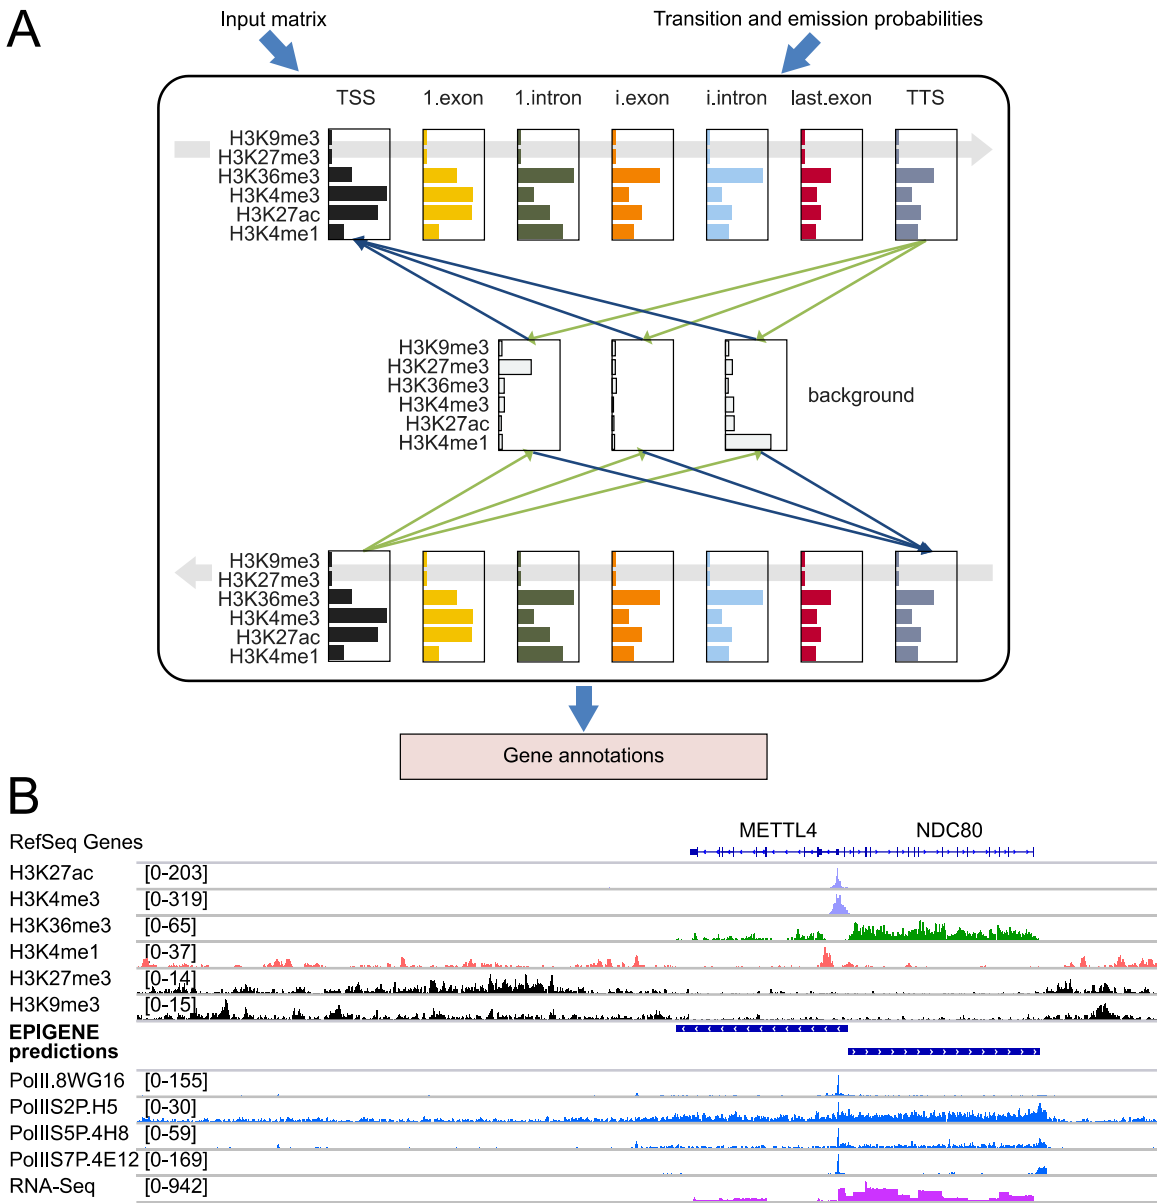 A
Input matrix
Transition and emission probabilities
TSS 1.exon 1.intron i.exon i.intron last.exon TTS
H3K9me3
H3K27me3
H3K36me3
H3K4me3
H3K27ac
H3K4me1
H3K9me3
H3K27me3
H3K36me3
H3K4me3
H3K27ac
H3K4me1
background
H3K9me3
H3K27me3
H3K36me3
H3K4me3
H3K27ac
H3K4me1
Gene annotations
B
METTL4 NDC80
RefSeq Genes
H3K27ac [0-203]
H3K4me3 [0-319]
H3K36me3 [0-65]
H3K4me1 [0-37]
H3K27me3 [0-14]
H3K9me3 [0-15]
EPIGENE
predictions
PolII.8WG16 [0-155]
PolIIS2P.H5 [0-30]
PolIIS5P.4H8 [0-59]
PolIIS7P.4E12 [0-169]
RNA-Seq [0-942]